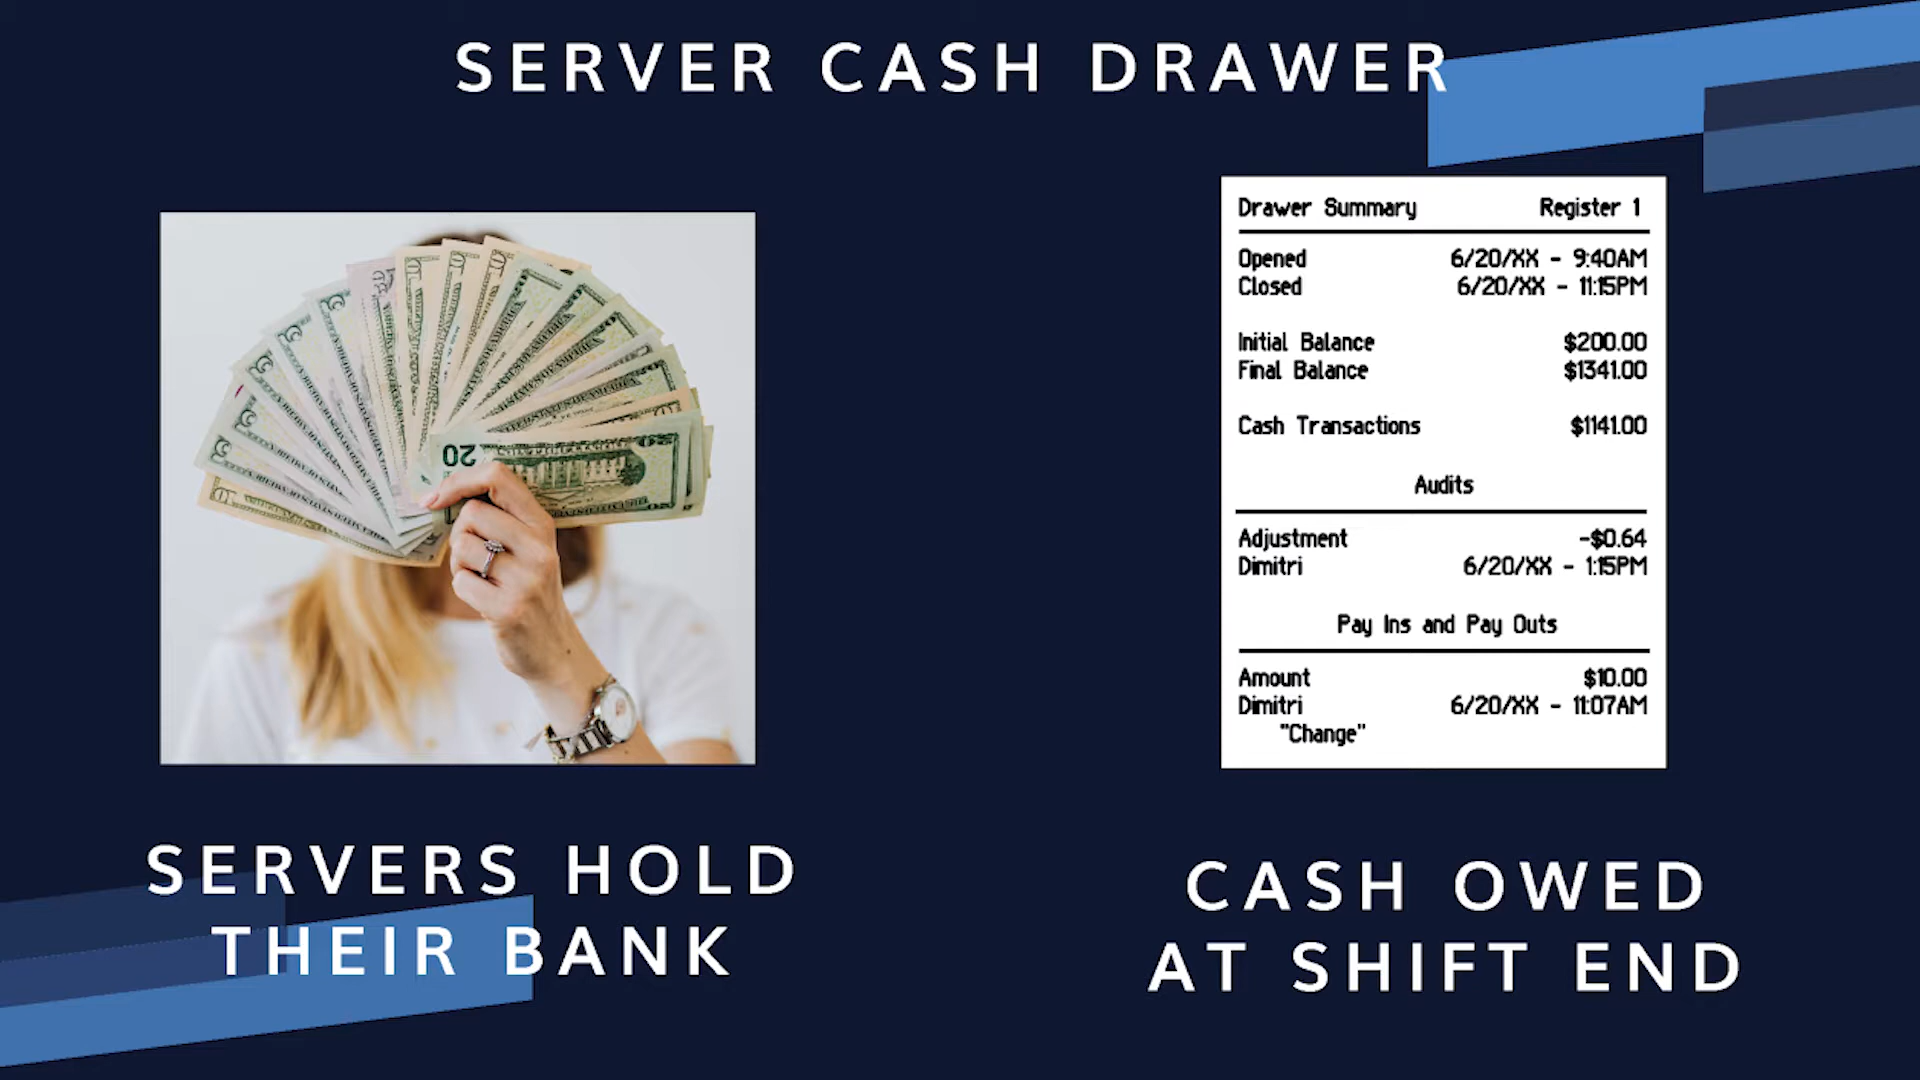 SERVER CASH DRAWER
Drawer Summary Register 1
Opened 6/20/XX - 9:40AM
Closed 6/20/XX - 11:15PM
Initial Balance $200.00
Final Balance $1341.00
Cash Transactions $1141.00
Audits
Adjustment -$0.64
Dimitri 6/20/XX - 1:15PM
Pay Ins and Pay Outs
Amount $10.00
Dimitri 6/20/XX - 11:07AM
"Change"
20
SERVERS HOLD
THEIR BANK
CASH OWED
AT SHIFT END